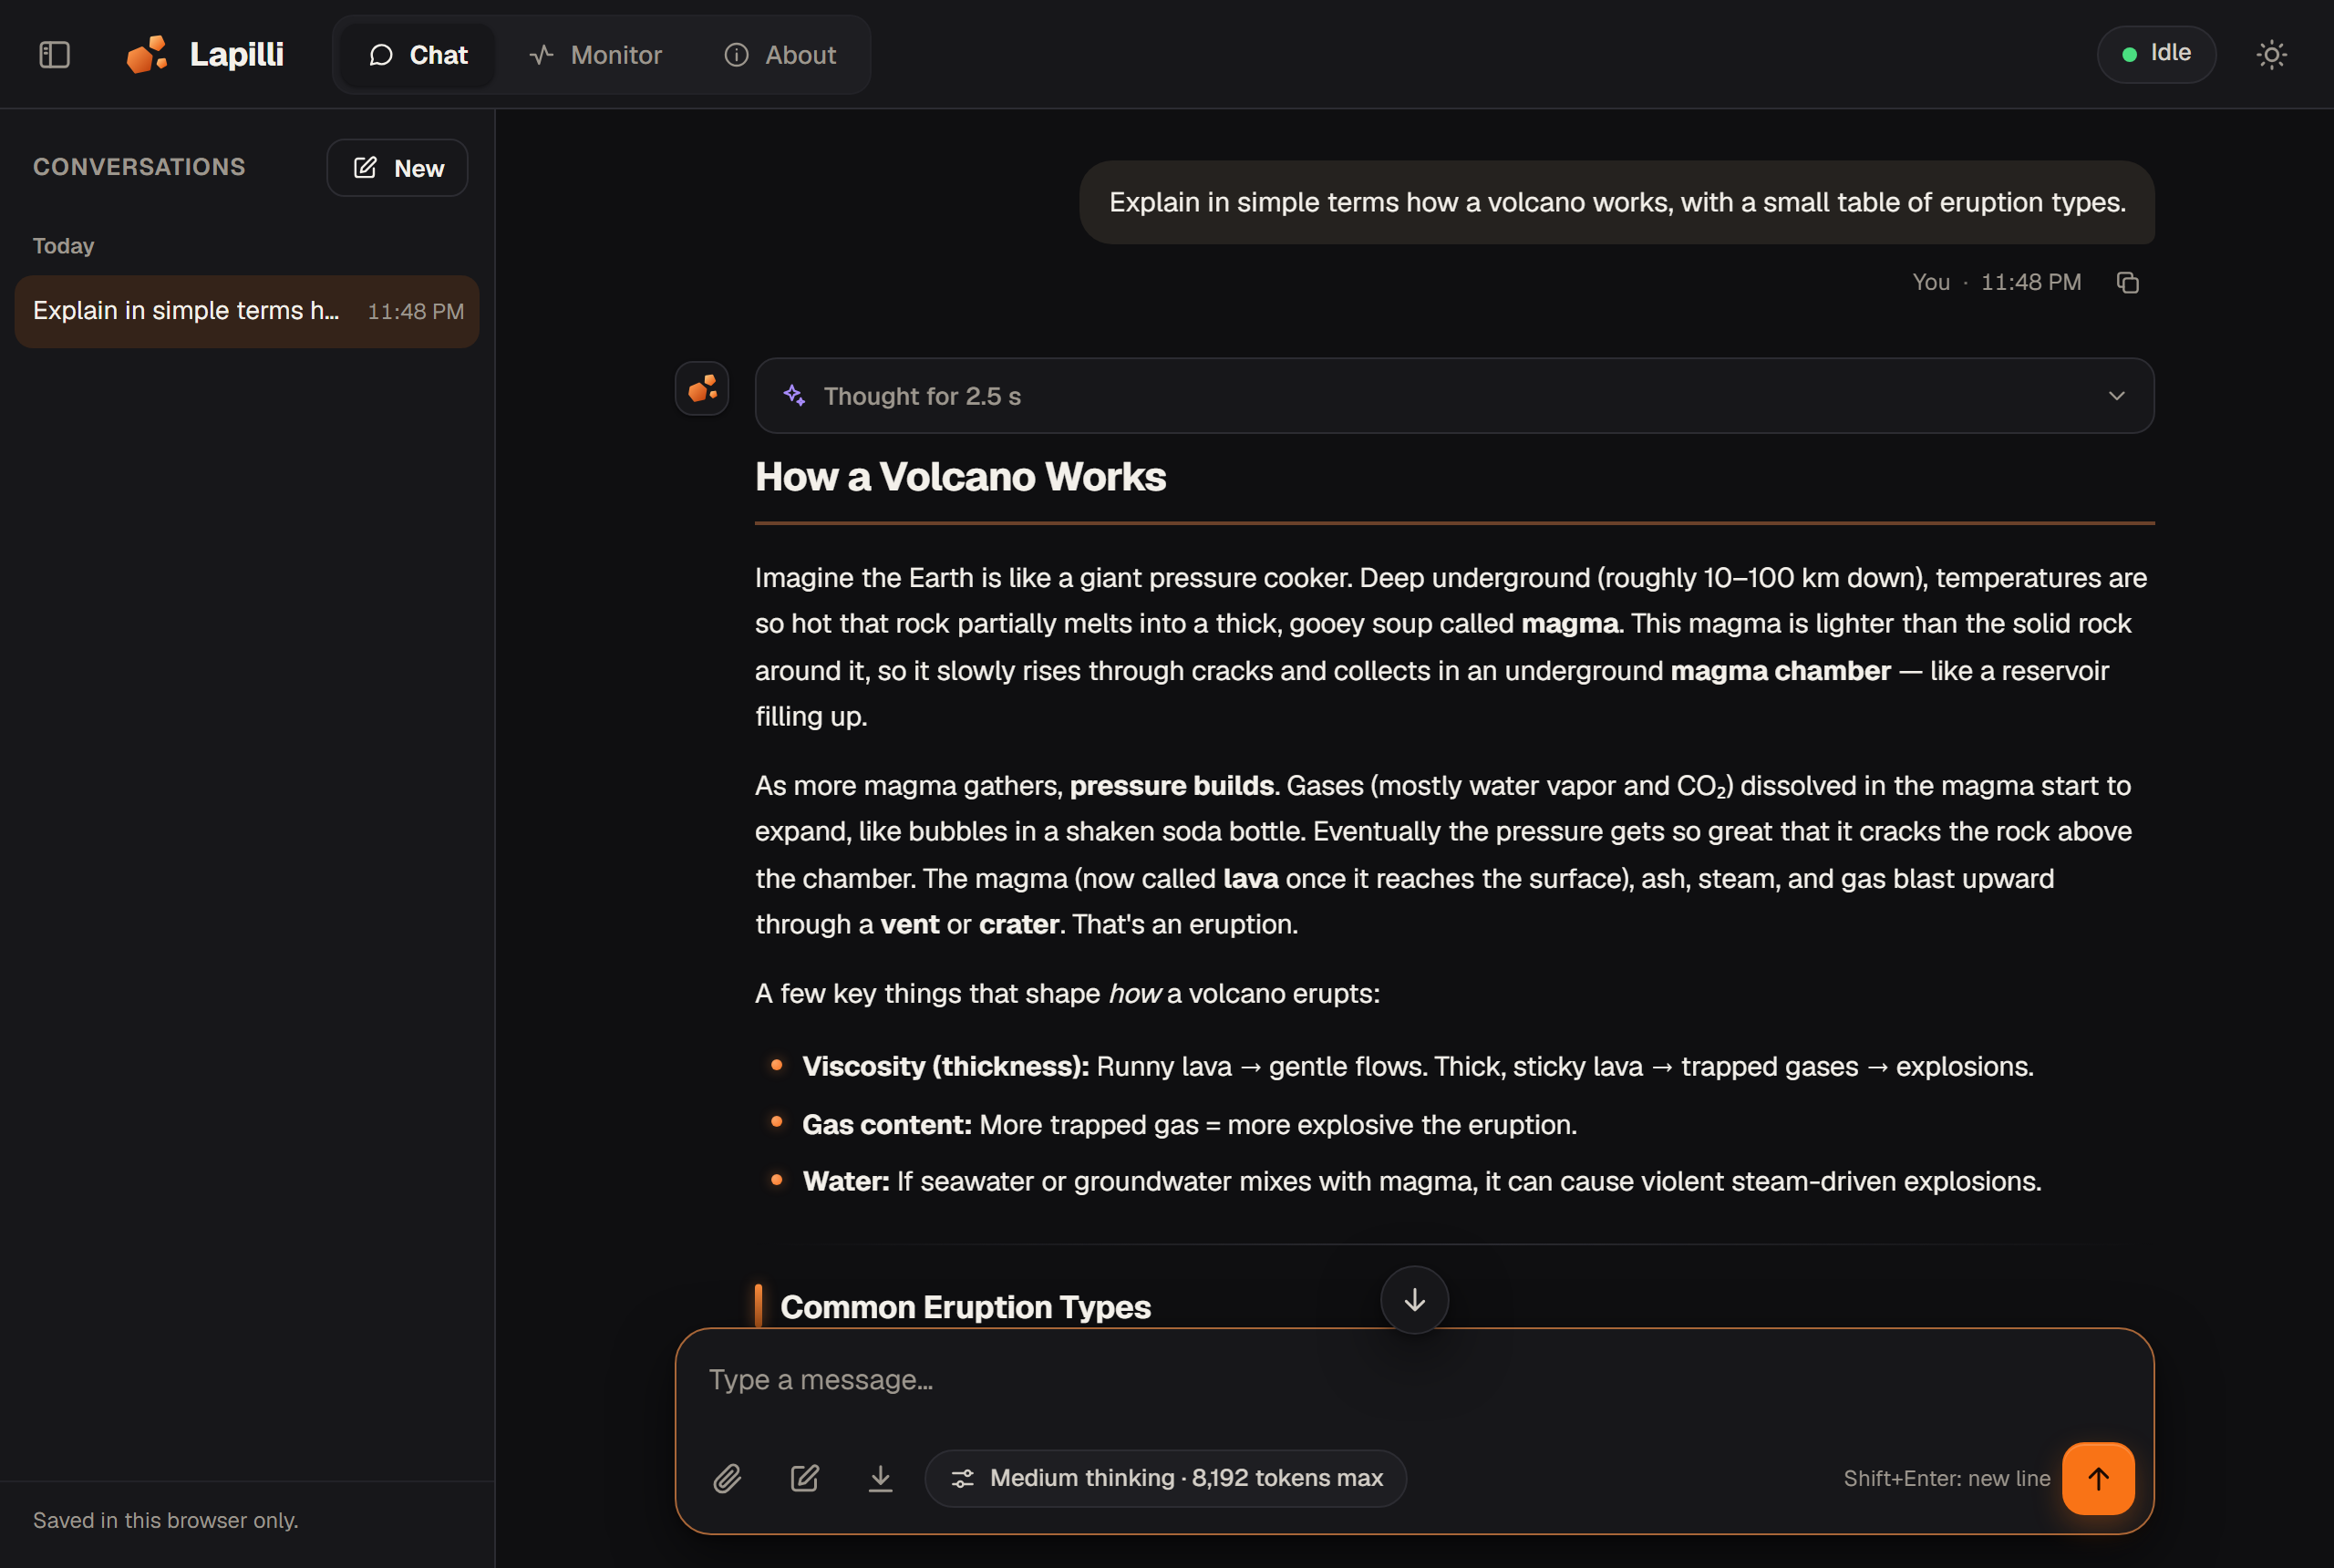 Lapilli
Chat
Monitor
About
Idle
CONVERSATIONS
New
Today
Explain in simple terms h... 11:48 PM
Explain in simple terms how a volcano works, with a small table of eruption types.
You · 11:48 PM
Thought for 2.5 s
How a Volcano Works
Imagine the Earth is like a giant pressure cooker. Deep underground (roughly 10–100 km down), temperatures are
so hot that rock partially melts into a thick, gooey soup called magma. This magma is lighter than the solid rock
around it, so it slowly rises through cracks and collects in an underground magma chamber — like a reservoir
filling up.
As more magma gathers, pressure builds. Gases (mostly water vapor and CO₂) dissolved in the magma start to
expand, like bubbles in a shaken soda bottle. Eventually the pressure gets so great that it cracks the rock above
the chamber. The magma (now called lava once it reaches the surface), ash, steam, and gas blast upward
through a vent or crater. That's an eruption.
A few key things that shape how a volcano erupts:
Viscosity (thickness): Runny lava → gentle flows. Thick, sticky lava → trapped gases → explosions.
Gas content: More trapped gas = more explosive the eruption.
Water: If seawater or groundwater mixes with magma, it can cause violent steam-driven explosions.
Common Eruption Types
Type a message...
Medium thinking · 8,192 tokens max
Shift+Enter: new line
Saved in this browser only.